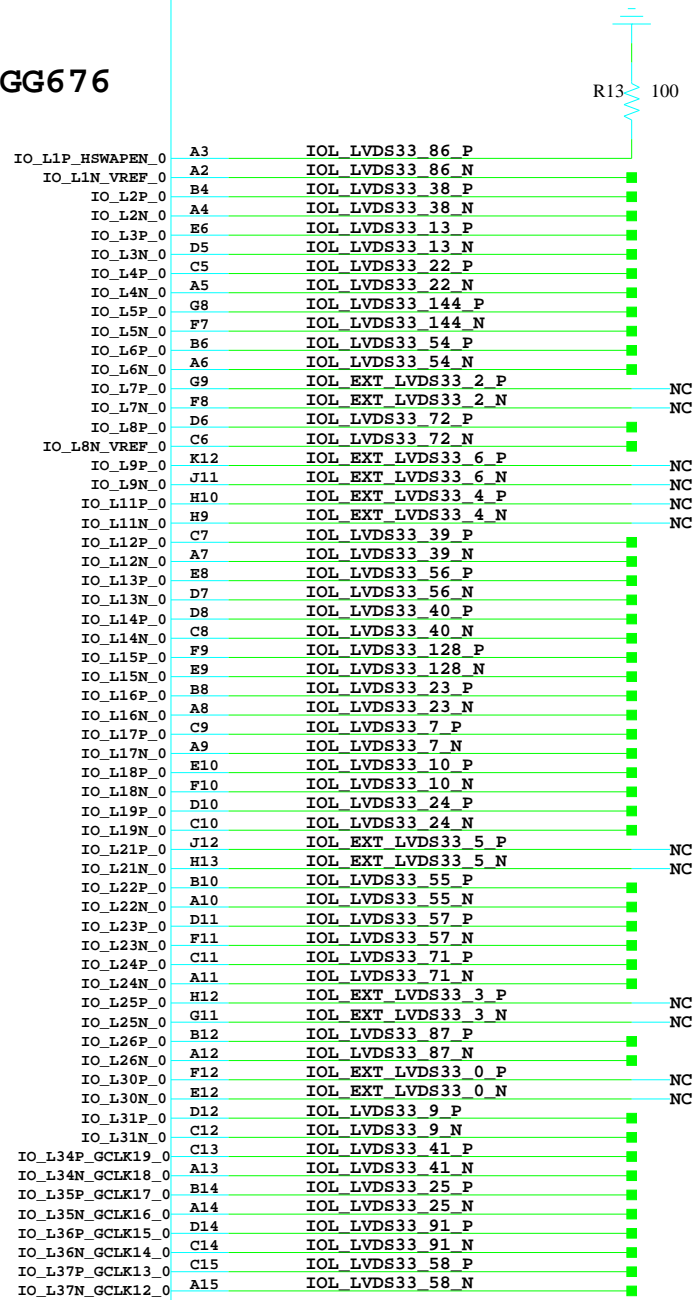 GG676
R13 100
IO_L1P_HSWAPEN_0 A3 IOL_LVDS33_86_P
IO_L1N_VREF_0 A2 IOL_LVDS33_86_N
IO_L2P_0 B4 IOL_LVDS33_38_P
IO_L2N_0 A4 IOL_LVDS33_38_N
IO_L3P_0 E6 IOL_LVDS33_13_P
IO_L3N_0 D5 IOL_LVDS33_13_N
IO_L4P_0 C5 IOL_LVDS33_22_P
IO_L4N_0 A5 IOL_LVDS33_22_N
IO_L5P_0 G8 IOL_LVDS33_144_P
IO_L5N_0 F7 IOL_LVDS33_144_N
IO_L6P_0 B6 IOL_LVDS33_54_P
IO_L6N_0 A6 IOL_LVDS33_54_N
IO_L7P_0 G9 IOL_EXT_LVDS33_2_P NC
IO_L7N_0 F8 IOL_EXT_LVDS33_2_N NC
IO_L8P_0 D6 IOL_LVDS33_72_P
IO_L8N_VREF_0 C6 IOL_LVDS33_72_N
IO_L9P_0 K12 IOL_EXT_LVDS33_6_P NC
IO_L9N_0 J11 IOL_EXT_LVDS33_6_N NC
IO_L11P_0 H10 IOL_EXT_LVDS33_4_P NC
IO_L11N_0 H9 IOL_EXT_LVDS33_4_N NC
IO_L12P_0 C7 IOL_LVDS33_39_P
IO_L12N_0 A7 IOL_LVDS33_39_N
IO_L13P_0 E8 IOL_LVDS33_56_P
IO_L13N_0 D7 IOL_LVDS33_56_N
IO_L14P_0 D8 IOL_LVDS33_40_P
IO_L14N_0 C8 IOL_LVDS33_40_N
IO_L15P_0 F9 IOL_LVDS33_128_P
IO_L15N_0 E9 IOL_LVDS33_128_N
IO_L16P_0 B8 IOL_LVDS33_23_P
IO_L16N_0 A8 IOL_LVDS33_23_N
IO_L17P_0 C9 IOL_LVDS33_7_P
IO_L17N_0 A9 IOL_LVDS33_7_N
IO_L18P_0 E10 IOL_LVDS33_10_P
IO_L18N_0 F10 IOL_LVDS33_10_N
IO_L19P_0 D10 IOL_LVDS33_24_P
IO_L19N_0 C10 IOL_LVDS33_24_N
IO_L21P_0 J12 IOL_EXT_LVDS33_5_P NC
IO_L21N_0 H13 IOL_EXT_LVDS33_5_N NC
IO_L22P_0 B10 IOL_LVDS33_55_P
IO_L22N_0 A10 IOL_LVDS33_55_N
IO_L23P_0 D11 IOL_LVDS33_57_P
IO_L23N_0 F11 IOL_LVDS33_57_N
IO_L24P_0 C11 IOL_LVDS33_71_P
IO_L24N_0 A11 IOL_LVDS33_71_N
IO_L25P_0 H12 IOL_EXT_LVDS33_3_P NC
IO_L25N_0 G11 IOL_EXT_LVDS33_3_N NC
IO_L26P_0 B12 IOL_LVDS33_87_P
IO_L26N_0 A12 IOL_LVDS33_87_N
IO_L30P_0 F12 IOL_EXT_LVDS33_0_P NC
IO_L30N_0 E12 IOL_EXT_LVDS33_0_N NC
IO_L31P_0 D12 IOL_LVDS33_9_P
IO_L31N_0 C12 IOL_LVDS33_9_N
IO_L34P_GCLK19_0 C13 IOL_LVDS33_41_P
IO_L34N_GCLK18_0 A13 IOL_LVDS33_41_N
IO_L35P_GCLK17_0 B14 IOL_LVDS33_25_P
IO_L35N_GCLK16_0 A14 IOL_LVDS33_25_N
IO_L36P_GCLK15_0 D14 IOL_LVDS33_91_P
IO_L36N_GCLK14_0 C14 IOL_LVDS33_91_N
IO_L37P_GCLK13_0 C15 IOL_LVDS33_58_P
IO_L37N_GCLK12_0 A15 IOL_LVDS33_58_N